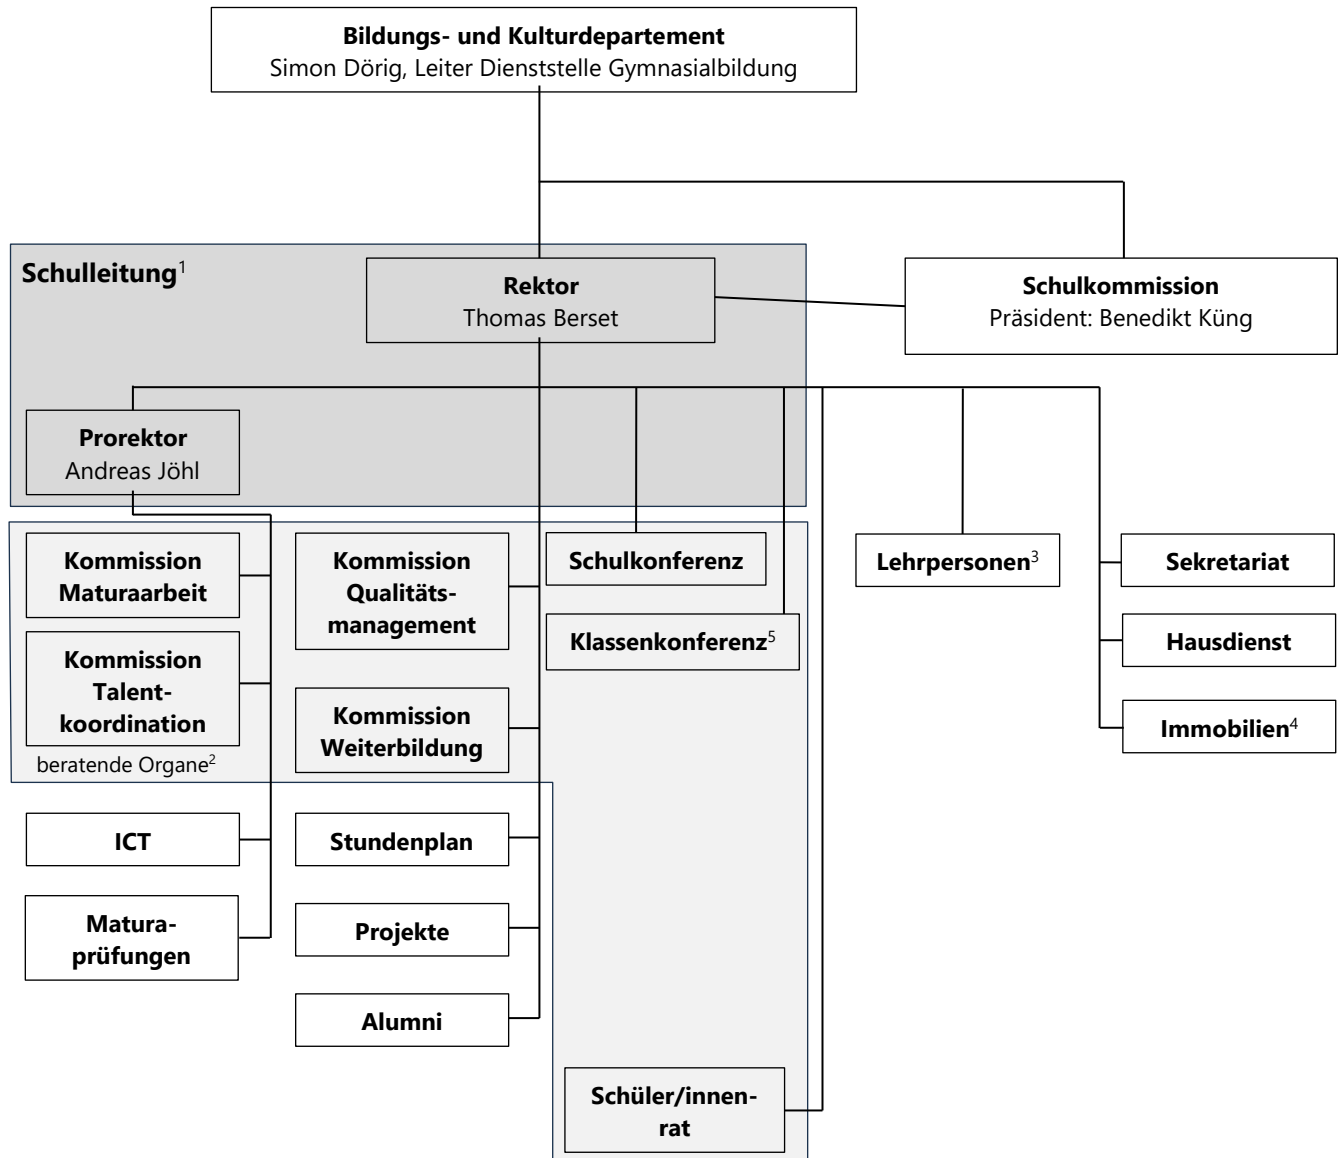 Bildungs- und Kulturdepartement
Simon Dörig, Leiter Dienststelle Gymnasialbildung
Schulleitung¹
Rektor
Thomas Berset
Schulkommission
Präsident: Benedikt Küng
Prorektor
Andreas Jöhl
Kommission
Maturaarbeit
Kommission
Talent-
koordination
beratende Organe²
Kommission
Qualitäts-
management
Kommission
Weiterbildung
Schulkonferenz
Klassenkonferenz⁵
Lehrpersonen³
Sekretariat
Hausdienst
Immobilien⁴
ICT
Matura-
prüfungen
Stundenplan
Projekte
Alumni
Schüler/innen-
rat